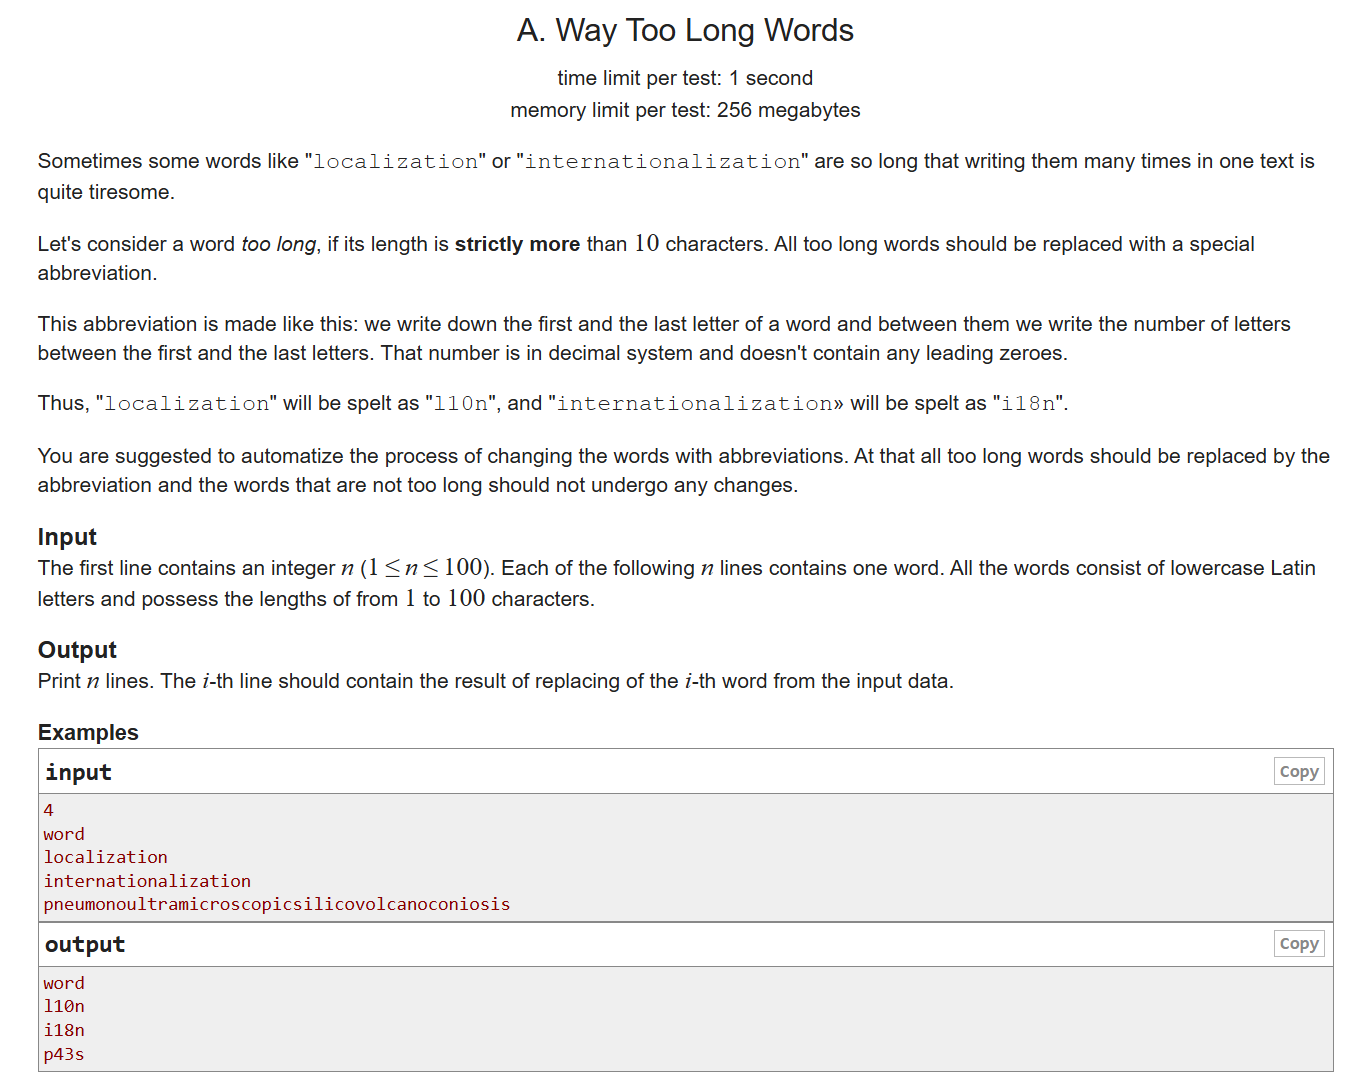 A. Way Too Long Words
time limit per test: 1 second
memory limit per test: 256 megabytes
Sometimes some words like "localization" or "internationalization" are so long that writing them many times in one text is
quite tiresome.
Let's consider a word too long, if its length is strictly more than 10 characters. All too long words should be replaced with a special
abbreviation.
This abbreviation is made like this: we write down the first and the last letter of a word and between them we write the number of letters
between the first and the last letters. That number is in decimal system and doesn't contain any leading zeroes.
Thus, "localization" will be spelt as "l10n", and "internationalization» will be spelt as "i18n".
You are suggested to automatize the process of changing the words with abbreviations. At that all too long words should be replaced by the
abbreviation and the words that are not too long should not undergo any changes.
Input
The first line contains an integer n (1 ≤ n ≤ 100). Each of the following n lines contains one word. All the words consist of lowercase Latin
letters and possess the lengths of from 1 to 100 characters.
Output
Print n lines. The i-th line should contain the result of replacing of the i-th word from the input data.
Examples
input
Copy
4
word
localization
internationalization
pneumonoultramicroscopicsilicovolcanoconiosis
output
Copy
word
l10n
i18n
p43s